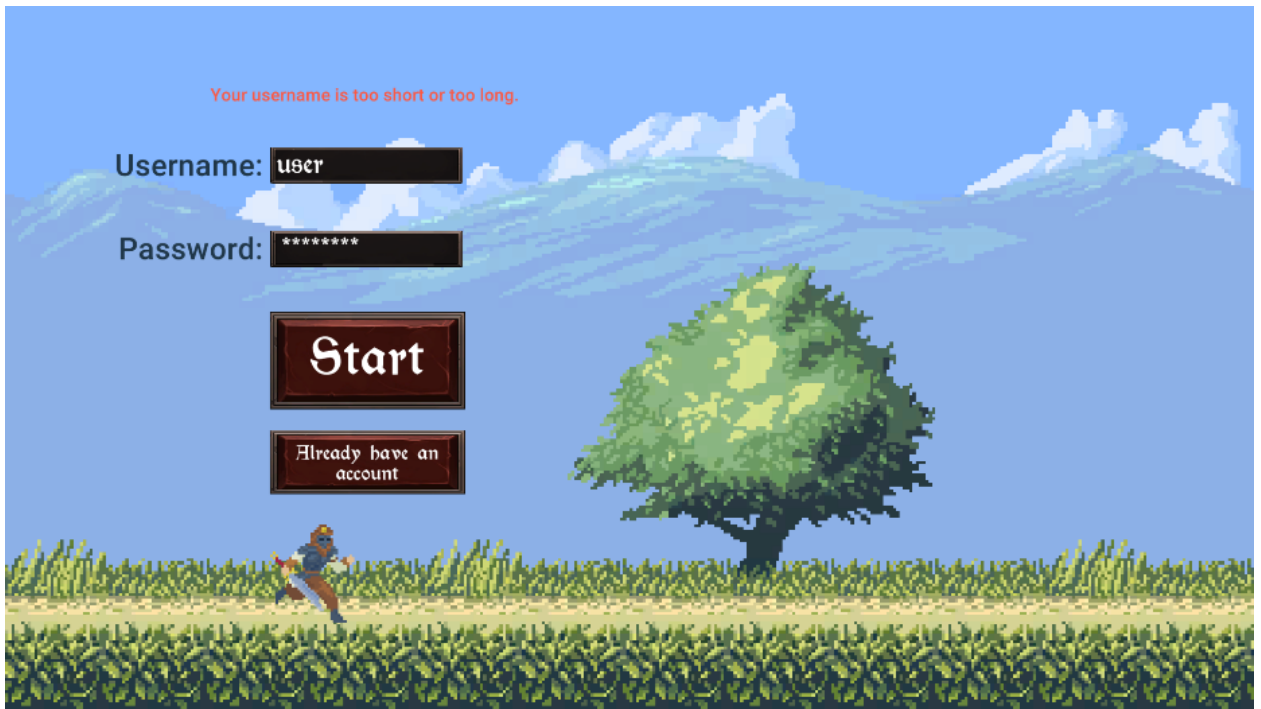 Your username is too short or too long.
Username: user
Password: ********
Start
Already have an
account